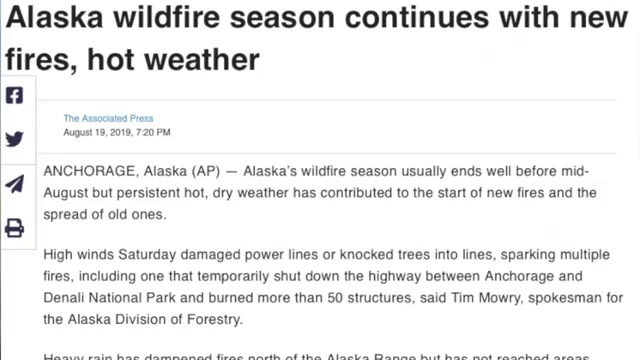 Alaska wildfire season continues with new
fires, hot weather
The Associated Press
August 19, 2019, 7:20 PM
ANCHORAGE, Alaska (AP) — Alaska's wildfire season usually ends well before mid-
August but persistent hot, dry weather has contributed to the start of new fires and the
spread of old ones.
High winds Saturday damaged power lines or knocked trees into lines, sparking multiple
fires, including one that temporarily shut down the highway between Anchorage and
Denali National Park and burned more than 50 structures, said Tim Mowry, spokesman for
the Alaska Division of Forestry.
Heavy rain has dampened fires north of the Alaska Range but has not reached areas